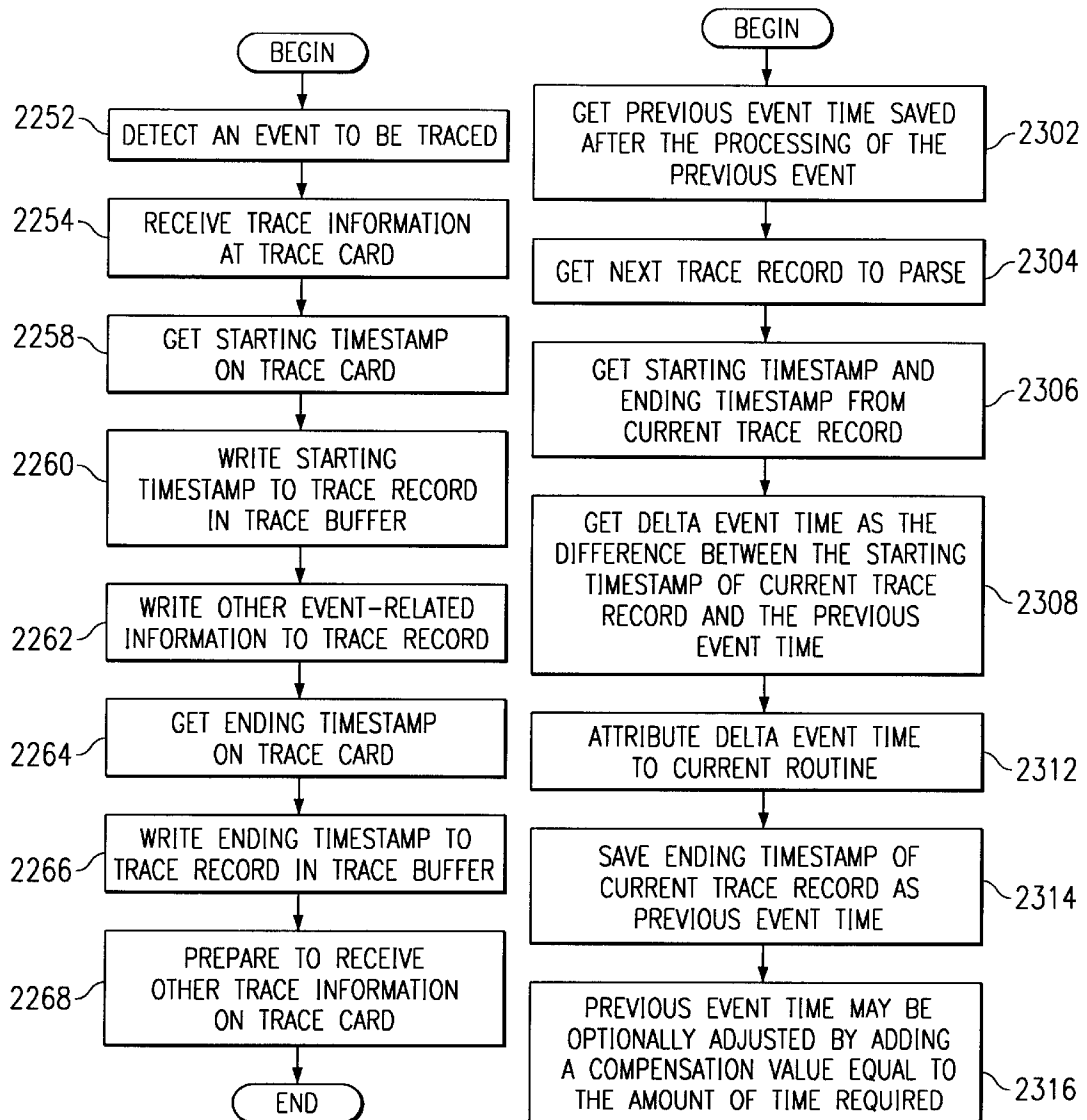 BEGIN
2252
DETECT AN EVENT TO BE TRACED
2254
RECEIVE TRACE INFORMATION
AT TRACE CARD
2258
GET STARTING TIMESTAMP
ON TRACE CARD
2260
WRITE STARTING
TIMESTAMP TO TRACE RECORD
IN TRACE BUFFER
2262
WRITE OTHER EVENT-RELATED
INFORMATION TO TRACE RECORD
2264
GET ENDING TIMESTAMP
ON TRACE CARD
2266
WRITE ENDING TIMESTAMP TO
TRACE RECORD IN TRACE BUFFER
2268
PREPARE TO RECEIVE
OTHER TRACE INFORMATION
ON TRACE CARD
END
BEGIN
GET PREVIOUS EVENT TIME SAVED
AFTER THE PROCESSING OF THE
PREVIOUS EVENT
2302
GET NEXT TRACE RECORD TO PARSE
2304
GET STARTING TIMESTAMP AND
ENDING TIMESTAMP FROM
CURRENT TRACE RECORD
2306
GET DELTA EVENT TIME AS THE
DIFFERENCE BETWEEN THE STARTING
TIMESTAMP OF CURRENT TRACE
RECORD AND THE PREVIOUS
EVENT TIME
2308
ATTRIBUTE DELTA EVENT TIME
TO CURRENT ROUTINE
2312
SAVE ENDING TIMESTAMP OF
CURRENT TRACE RECORD AS
PREVIOUS EVENT TIME
2314
PREVIOUS EVENT TIME MAY BE
OPTIONALLY ADJUSTED BY ADDING
A COMPENSATION VALUE EQUAL TO
THE AMOUNT OF TIME REQUIRED
2316